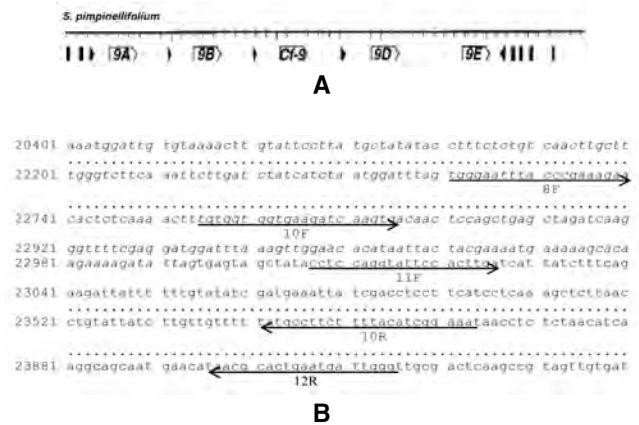 S. pimpinellifolium
9A 9B Cf-9 9D 9E
A
20401 aaatggattg tgtaaaactt gtattcctta tgctatatac ctttctctgt caacttgctt
22201 tgggtcttca aattcttgat ctatcatcta atggatttag tgggaattta cccgaaagaa
8F
22741 cactctcaaa actttgtggt ggtgaagatc aagtgacaac tccagctgag ctagatcaag
10F
22921 ggttttcgag gatggattta aagttggaac acataattac tacgaaaatg aaaaagcaca
22981 agaaaagata ttagtgagta gctatacctc caggtattcc acttgatcat tatctttcag
11F
23041 aagattattt tttgtatatc gatgaaatta tcgacctcct tcatcctcaa agctcttaac
23521 ctgtattatc ttgttgtttt tatgccttct tttacatcgg aaaataacctc tctaacatca
10R
23881 aggcagcaat gaacataacg cactgaatga ttgggttgcg actcaagccg tagttgtgat
12R
B